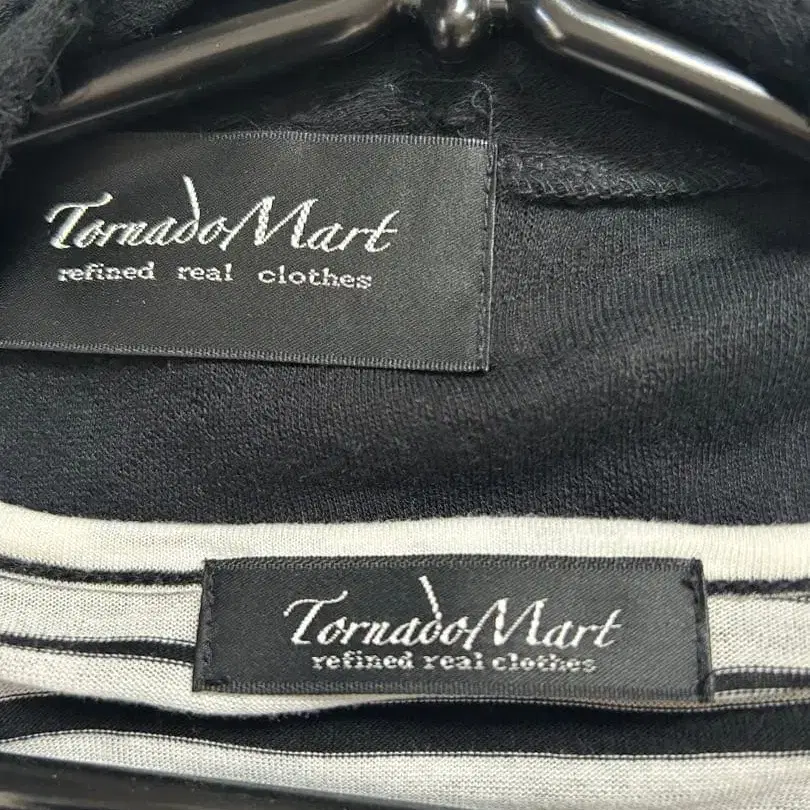 TornadoMart
refined real clothes
TornadoMart
refined real clothes